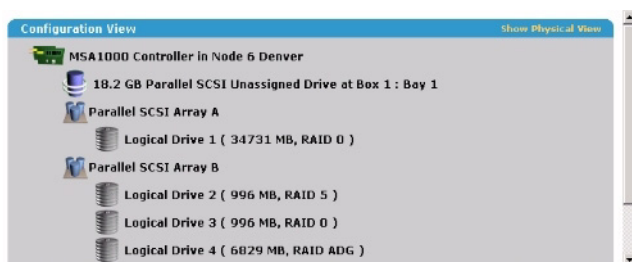 Configuration View Show Physical View
MSA1000 Controller in Node 6 Denver
18.2 GB Parallel SCSI Unassigned Drive at Box 1 : Bay 1
Parallel SCSI Array A
Logical Drive 1 ( 34731 MB, RAID 0 )
Parallel SCSI Array B
Logical Drive 2 ( 996 MB, RAID 5 )
Logical Drive 3 ( 996 MB, RAID 0 )
Logical Drive 4 ( 6829 MB, RAID ADG )